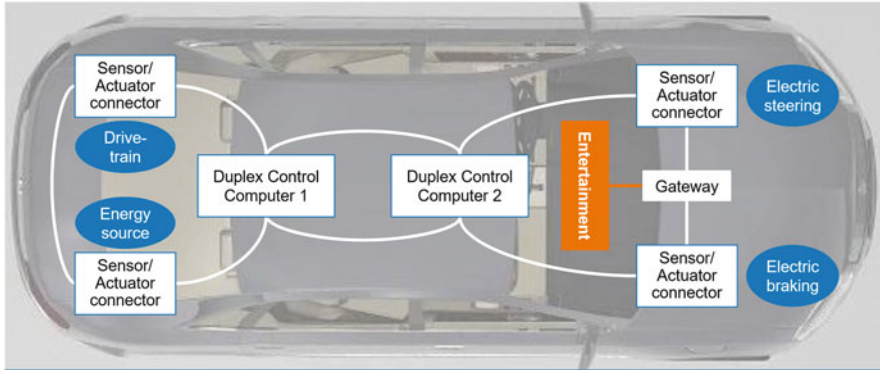 Sensor/
Actuator
connector
Drive-
train
Energy
source
Sensor/
Actuator
connector
Duplex Control
Computer 1
Duplex Control
Computer 2
Entertainment
Sensor/
Actuator
connector
Electric
steering
Gateway
Sensor/
Actuator
connector
Electric
braking